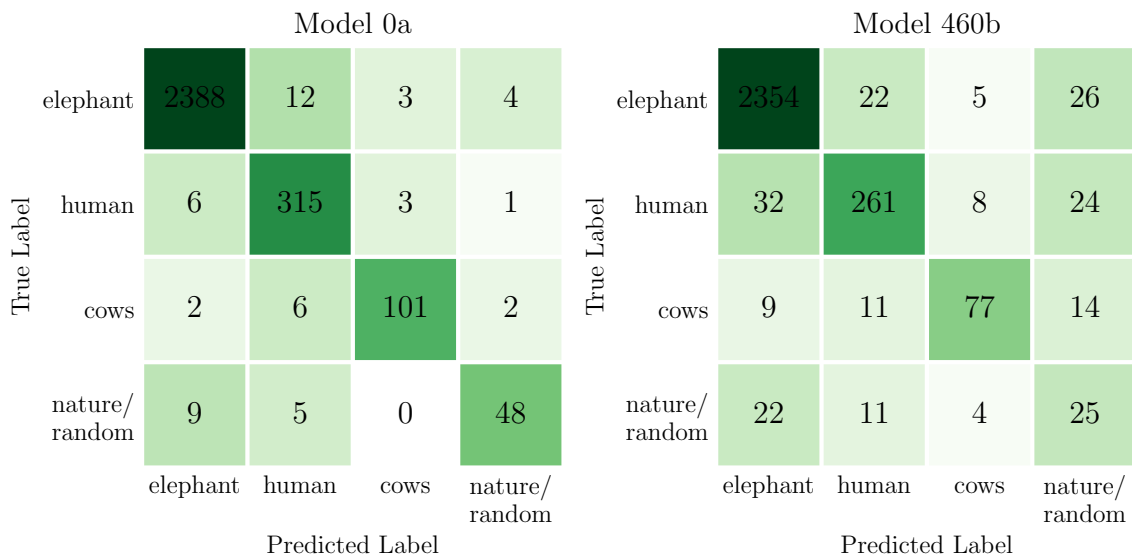 Model 0a
True Label
elephant
2388 12 3 4
human
6 315 3 1
cows
2 6 101 2
nature/
random
9 5 0 48
elephant human cows nature/
random
Predicted Label
Model 460b
True Label
elephant
2354 22 5 26
human
32 261 8 24
cows
9 11 77 14
nature/
random
22 11 4 25
elephant human cows nature/
random
Predicted Label